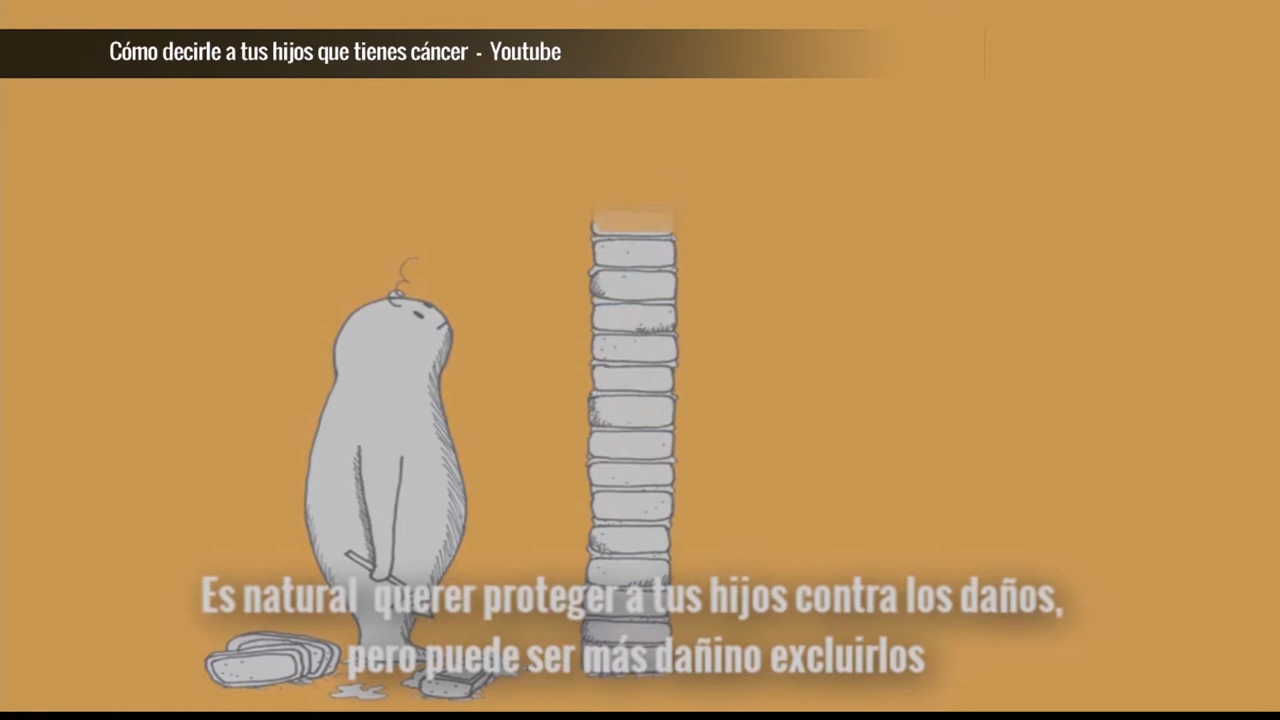 Cómo decirle a tus hijos que tienes cáncer - Youtube
Es natural querer proteger a tus hijos contra los daños,
pero puede ser más dañino excluirlos